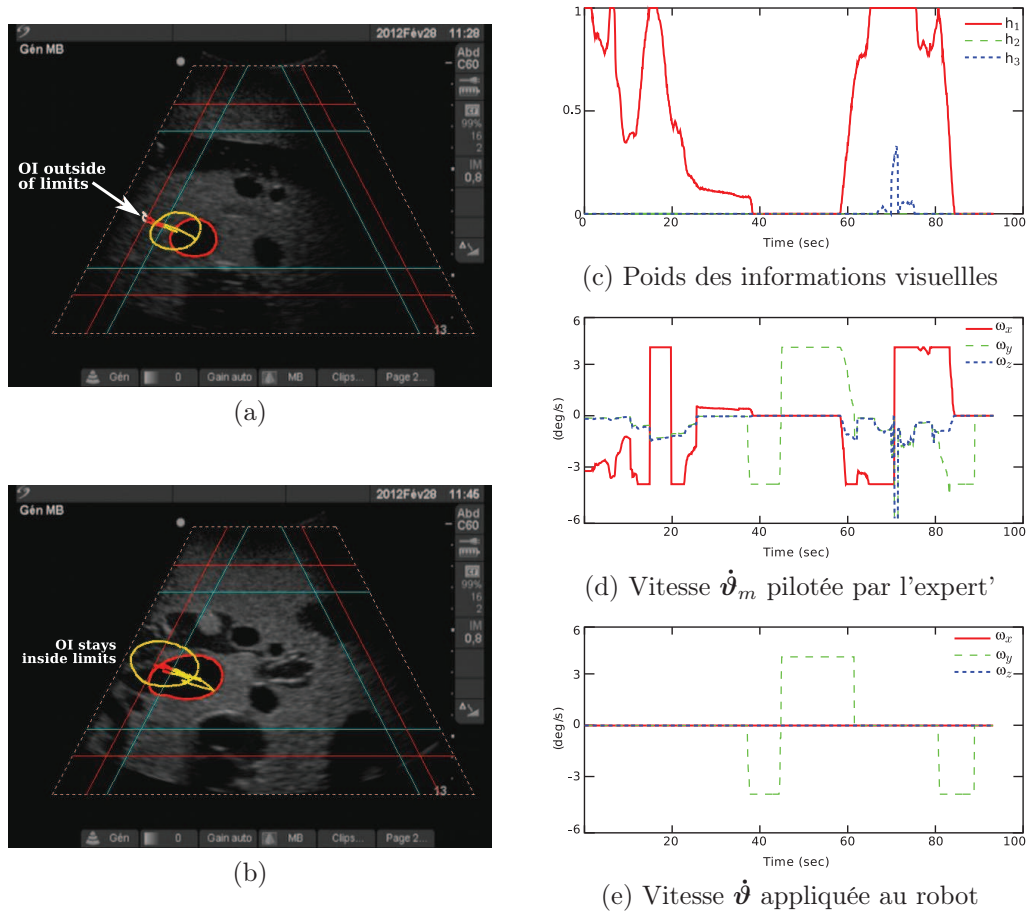 2012Fév28 11:28
Gén MB
Abd
C60
99%
16
2
IM
0,8
OI outside
of limits
13
Gén 0 Gain auto MB Clips... Page 2...
(a)
2012Fév28 11:45
Gén MB
Abd
C60
99%
16
2
IM
0,8
OI stays
inside limits
13
Gén 0 Gain auto MB Clips... Page 2...
(b)
h1
h2
h3
1
0.5
0
0 20 40 60 80 100
Time (sec)
(c) Poids des informations visuellles
ωx
ωy
ωz
6
3
0
-3
-6
(deg/s)
20 40 60 80 100
Time (sec)
(d) Vitesse ϑ̇m pilotée par l'expert'
ωx
ωy
ωz
6
3
0
-3
-6
(deg/s)
20 40 60 80 100
Time (sec)
(e) Vitesse ϑ̇ appliquée au robot